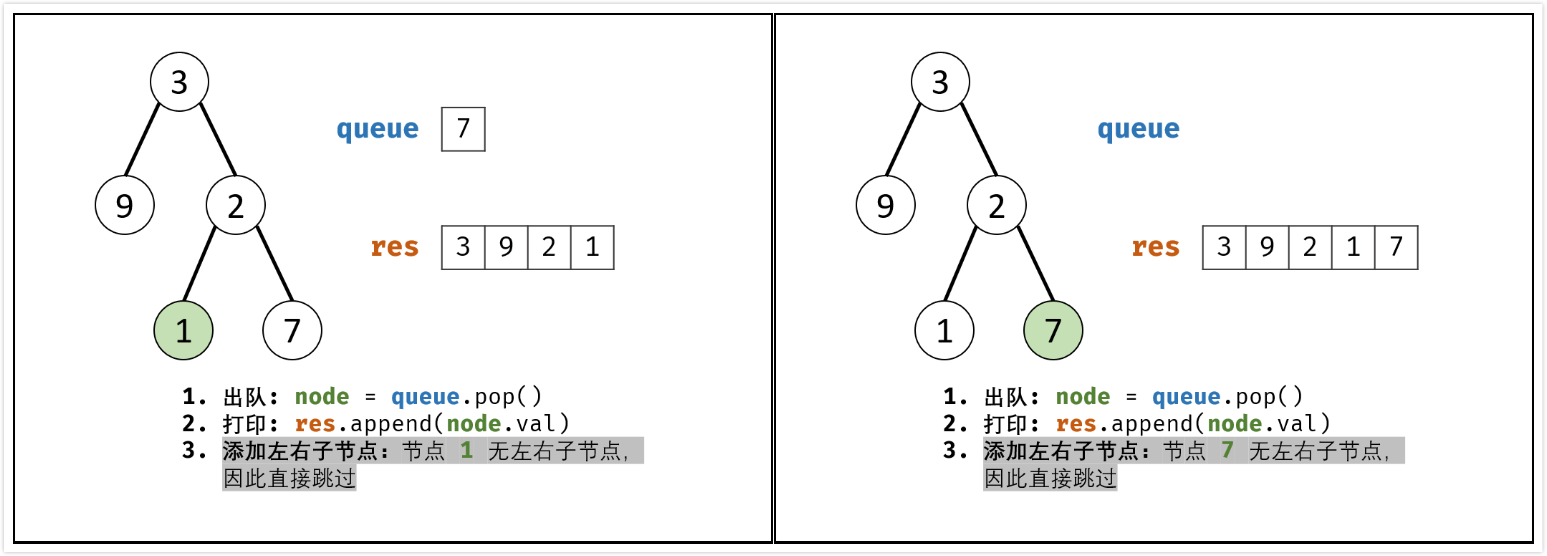 3
queue 7
9 2
res 3 9 2 1
1 7
1. 出队: node = queue.pop()
2. 打印: res.append(node.val)
3. 添加左右子节点: 节点 1 无左右子节点,
因此直接跳过
3
queue
9 2
res 3 9 2 1 7
1 7
1. 出队: node = queue.pop()
2. 打印: res.append(node.val)
3. 添加左右子节点: 节点 7 无左右子节点,
因此直接跳过